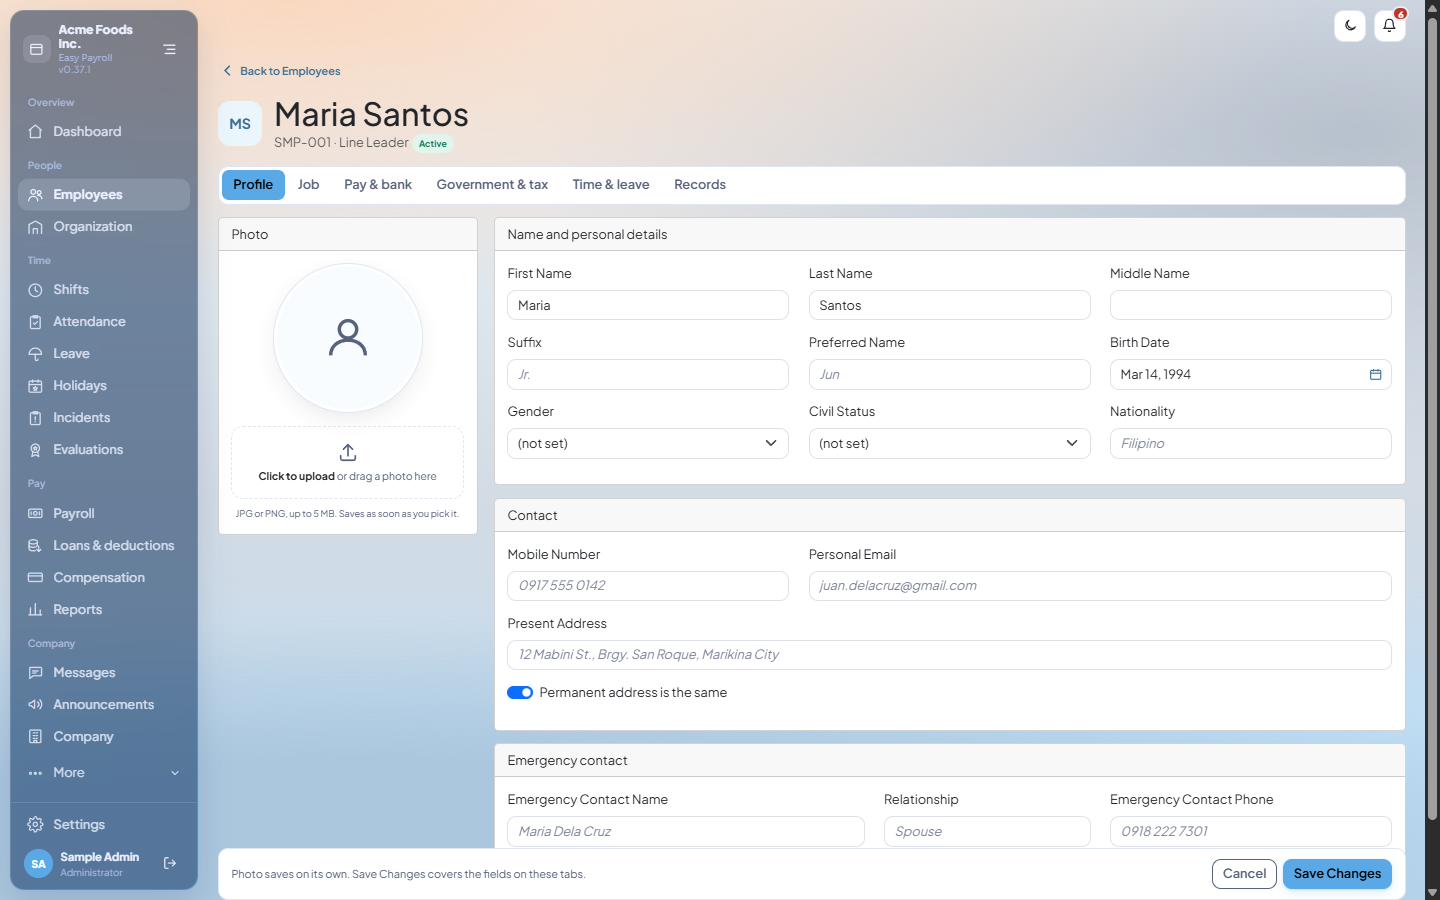 Acme Foods
Inc.
Easy Payroll
v0.37.1
Overview
Dashboard
People
Employees
Organization
Time
Shifts
Attendance
Leave
Holidays
Incidents
Evaluations
Pay
Payroll
Loans & deductions
Compensation
Reports
Company
Messages
Announcements
Company
More
Settings
SA
Sample Admin
Administrator
6
Back to Employees
MS
Maria Santos
SMP-001 · Line Leader Active
Profile Job Pay & bank Government & tax Time & leave Records
Photo
Click to upload or drag a photo here
JPG or PNG, up to 5 MB. Saves as soon as you pick it.
Name and personal details
First Name Last Name Middle Name
Maria Santos
Suffix Preferred Name Birth Date
Jr. Jun Mar 14, 1994
Gender Civil Status Nationality
(not set) (not set) Filipino
Contact
Mobile Number Personal Email
0917 555 0142 juan.delacruz@gmail.com
Present Address
12 Mabini St., Brgy. San Roque, Marikina City
Permanent address is the same
Emergency contact
Emergency Contact Name Relationship Emergency Contact Phone
Maria Dela Cruz Spouse 0918 222 7301
Photo saves on its own. Save Changes covers the fields on these tabs.
Cancel Save Changes